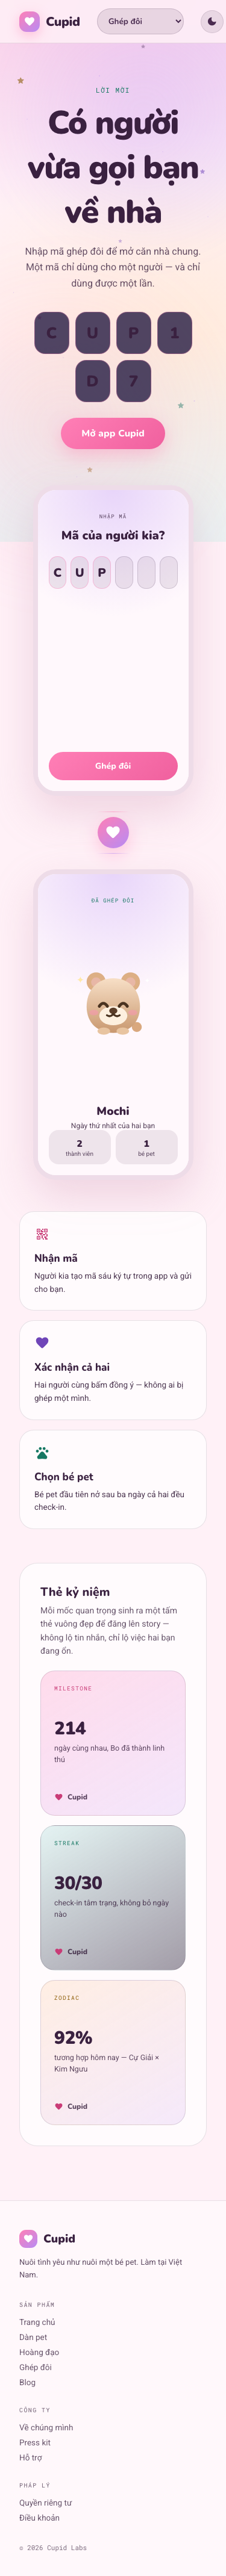 Cupid
Ghép đôi
LỜI MỜI
Có người
vừa gọi bạn
về nhà
Nhập mã ghép đôi để mở căn nhà chung.
Một mã chỉ dùng cho một người — và chỉ
dùng được một lần.
C U P 1
D 7
Mở app Cupid
NHẬP MÃ
Mã của người kia?
C U P
Ghép đôi
ĐÃ GHÉP ĐÔI
Mochi
Ngày thứ nhất của hai bạn
2 1
thành viên bé pet
Nhận mã
Người kia tạo mã sáu ký tự trong app và gửi
cho bạn.
Xác nhận cả hai
Hai người cùng bấm đồng ý — không ai bị
ghép một mình.
Chọn bé pet
Bé pet đầu tiên nở sau ba ngày cả hai đều
check-in.
Thẻ kỷ niệm
Mỗi mốc quan trọng sinh ra một tấm
thẻ vuông đẹp để đăng lên story —
không lộ tin nhắn, chỉ lộ việc hai bạn
đang ổn.
MILESTONE
214
ngày cùng nhau, Bo đã thành linh
thú
Cupid
STREAK
30/30
check-in tâm trạng, không bỏ ngày
nào
Cupid
ZODIAC
92%
tương hợp hôm nay — Cự Giải ×
Kim Ngưu
Cupid
Cupid
Nuôi tình yêu như nuôi một bé pet. Làm tại Việt
Nam.
SẢN PHẨM
Trang chủ
Dàn pet
Hoàng đạo
Ghép đôi
Blog
CÔNG TY
Về chúng mình
Press kit
Hỗ trợ
PHÁP LÝ
Quyền riêng tư
Điều khoản
© 2026 Cupid Labs